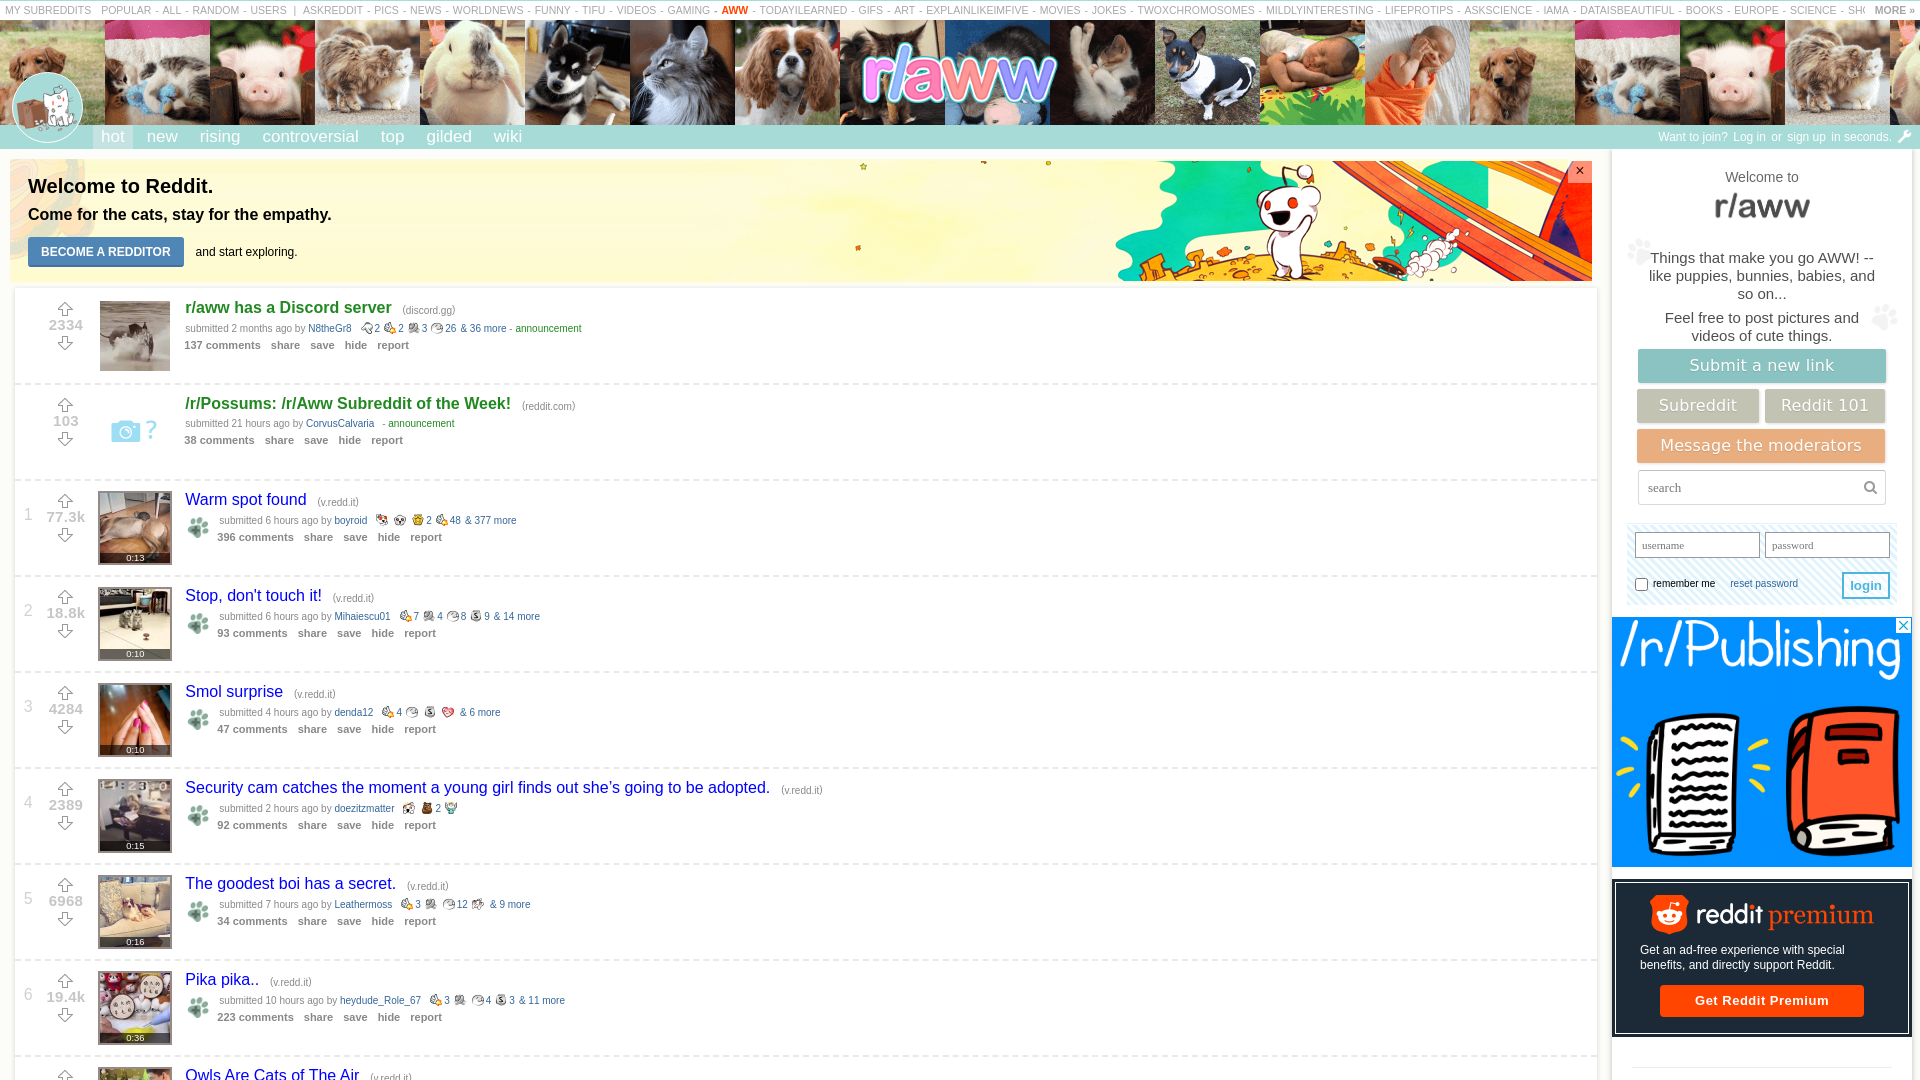 MY SUBREDDITS POPULAR - ALL - RANDOM - USERS | ASKREDDIT - PICS - NEWS - WORLDNEWS - FUNNY - TIFU - VIDEOS - GAMING - AWW - TODAYILEARNED - GIFS - ART - EXPLAINLIKEIMFIVE - MOVIES - JOKES - TWOXCHROMOSOMES - MILDLYINTERESTING - LIFEPROTIPS - ASKSCIENCE - IAMA - DATAISBEAUTIFUL - BOOKS - EUROPE - SCIENCE - MORE »
r/aww
hot new rising controversial top gilded wiki
Want to join? Log in or sign up in seconds.
Welcome to Reddit.
Come for the cats, stay for the empathy.
BECOME A REDDITOR and start exploring.
×
2334
r/aww has a Discord server (discord.gg)
submitted 2 months ago by N8theGr8 2 2 3 26 & 36 more - announcement
137 comments share save hide report
103
/r/Possums: /r/Aww Subreddit of the Week! (reddit.com)
submitted 21 hours ago by CorvusCalvaria - announcement
38 comments share save hide report
1
77.3k
0:13
Warm spot found (v.redd.it)
submitted 6 hours ago by boyroid 2 48 & 377 more
396 comments share save hide report
2
18.8k
0:10
Stop, don't touch it! (v.redd.it)
submitted 6 hours ago by Mihaiescu01 7 4 8 9 & 14 more
93 comments share save hide report
3
4284
0:10
Smol surprise (v.redd.it)
submitted 4 hours ago by denda12 4 & 6 more
47 comments share save hide report
4
2389
0:15
Security cam catches the moment a young girl finds out she’s going to be adopted. (v.redd.it)
submitted 2 hours ago by doezitzmatter 2
92 comments share save hide report
5
6968
0:16
The goodest boi has a secret. (v.redd.it)
submitted 7 hours ago by Leathermoss 3 12 & 9 more
34 comments share save hide report
6
19.4k
0:36
Pika pika.. (v.redd.it)
submitted 10 hours ago by heydude_Role_67 3 4 3 & 11 more
223 comments share save hide report
Owls Are Cats of The Air (v.redd.it)
Welcome to
r/aww
Things that make you go AWW! --
like puppies, bunnies, babies, and
so on...
Feel free to post pictures and
videos of cute things.
Submit a new link
Subreddit Reddit 101
Message the moderators
search
username password
remember me reset password login
/r/Publishing
reddit premium
Get an ad-free experience with special
benefits, and directly support Reddit.
Get Reddit Premium